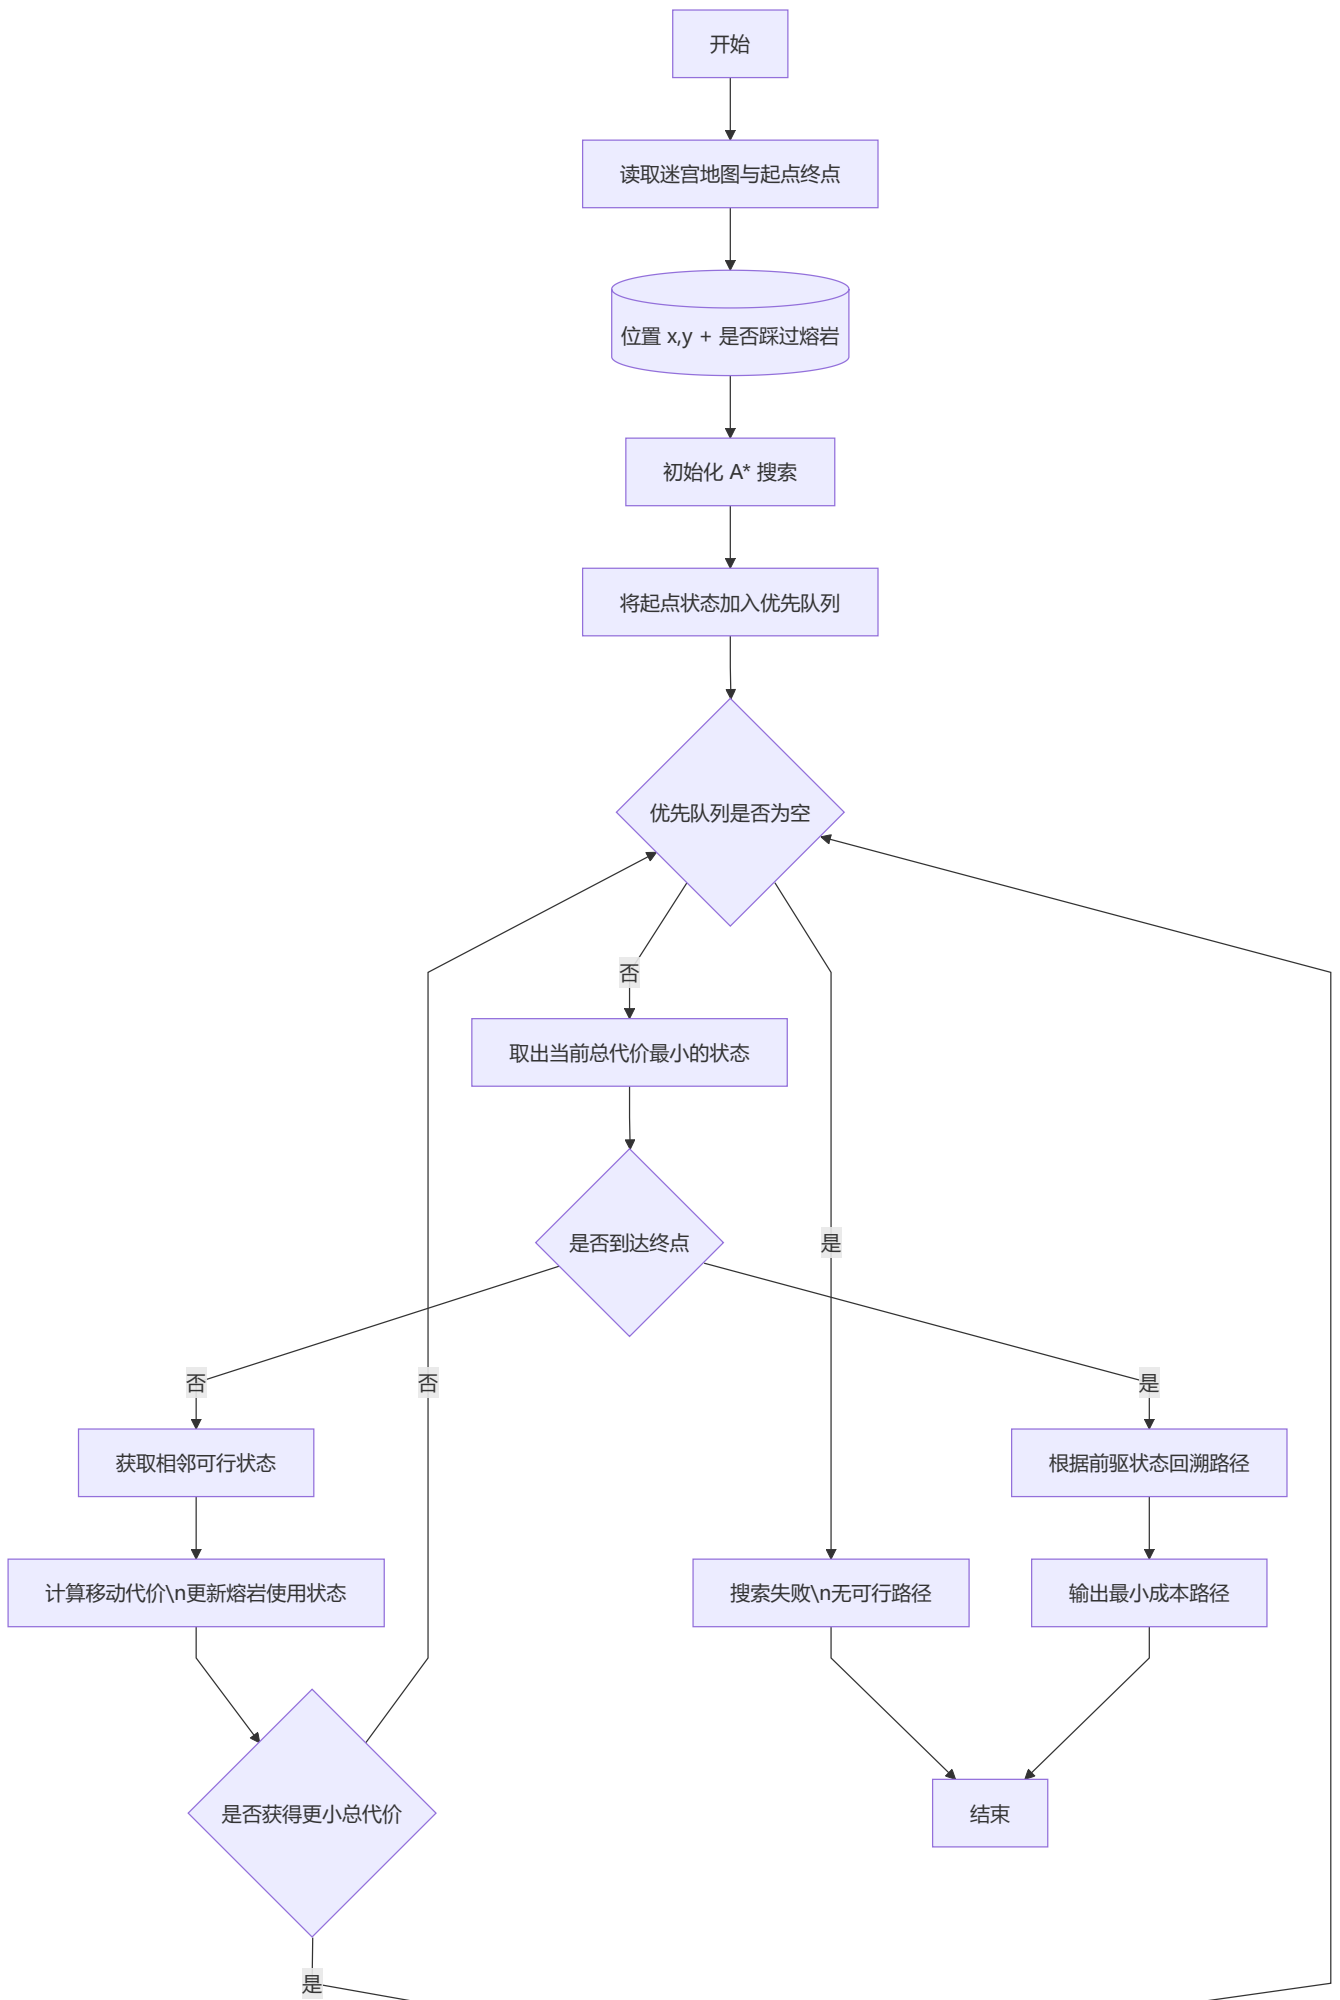 开始
读取迷宫地图与起点终点
位置 x,y + 是否踩过熔岩
初始化 A* 搜索
将起点状态加入优先队列
优先队列是否为空
否
取出当前总代价最小的状态
是否到达终点
是
否
否
是
获取相邻可行状态
根据前驱状态回溯路径
计算移动代价\n更新熔岩使用状态
搜索失败\n无可行路径
输出最小成本路径
是否获得更小总代价
结束
是